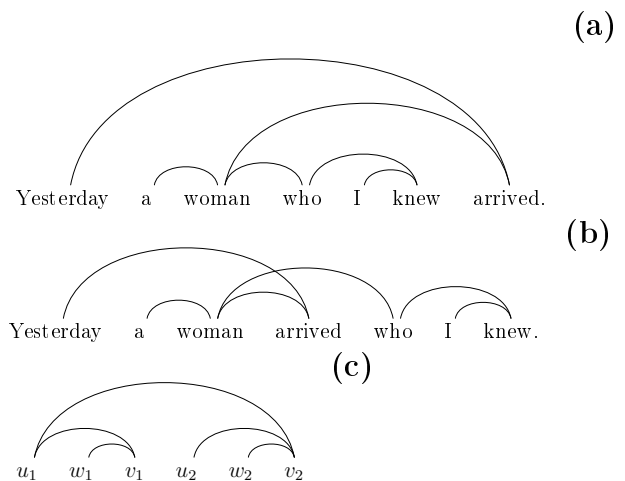 (a)
Yesterday a woman who I knew arrived.
(b)
Yesterday a woman arrived who I knew.
(c)
u₁ w₁ v₁ u₂ w₂ v₂